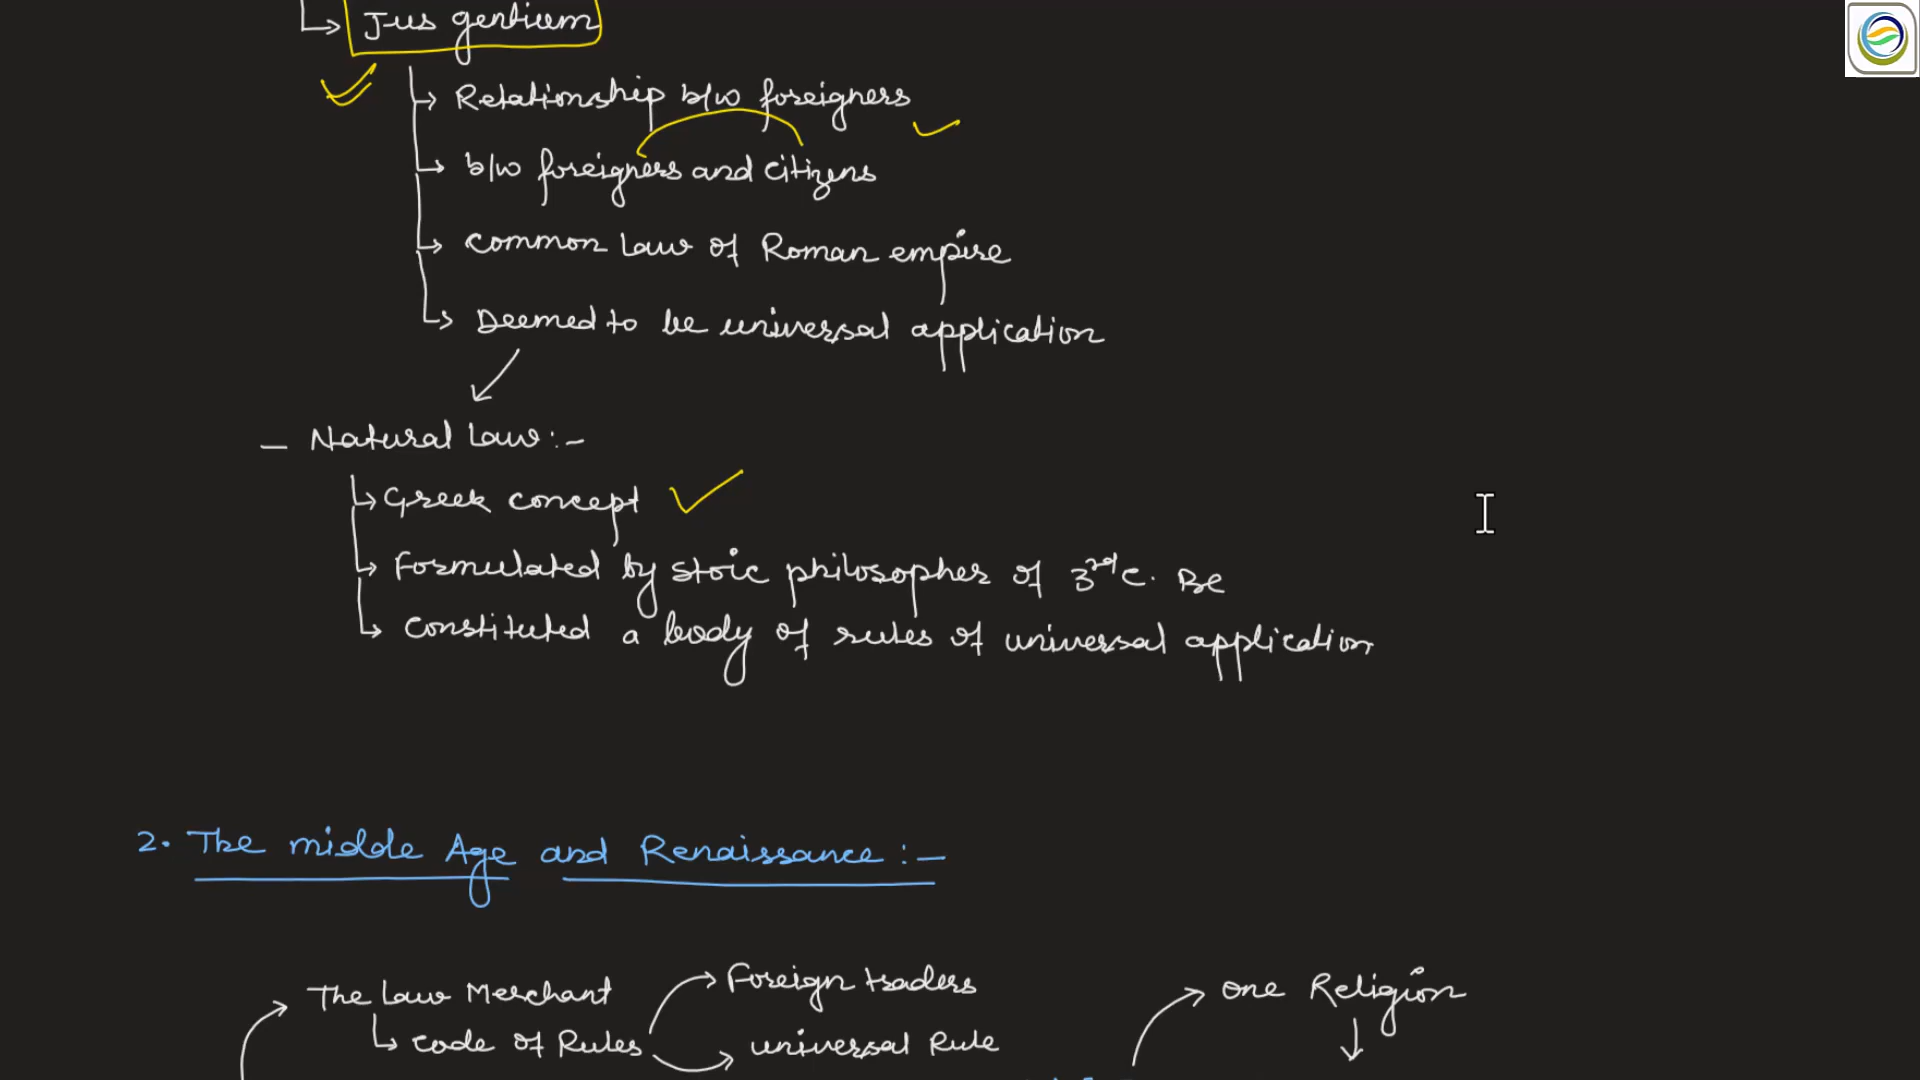 Jus gentium
Relationship b/w foreigners
b/w foreigners and citizens
common law of Roman empire
Deemed to be universal application
- Natural law:-
Greek concept
Formulated by stoic philosopher of 3rd C. BC
constituted a body of rules of universal application
2. The middle Age and Renaissance:-
The Law Merchant
code of Rules
Foreign traders
universal Rule
one Religion